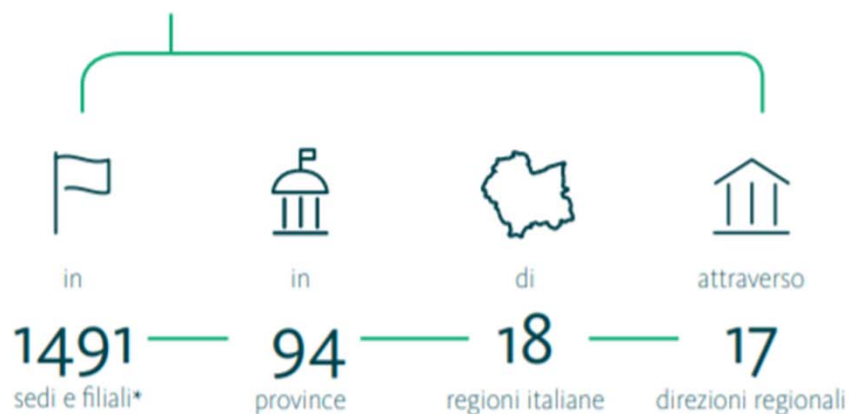 in in di attraverso
1491 94 18 17
sedi e filiali* province regioni italiane direzioni regionali